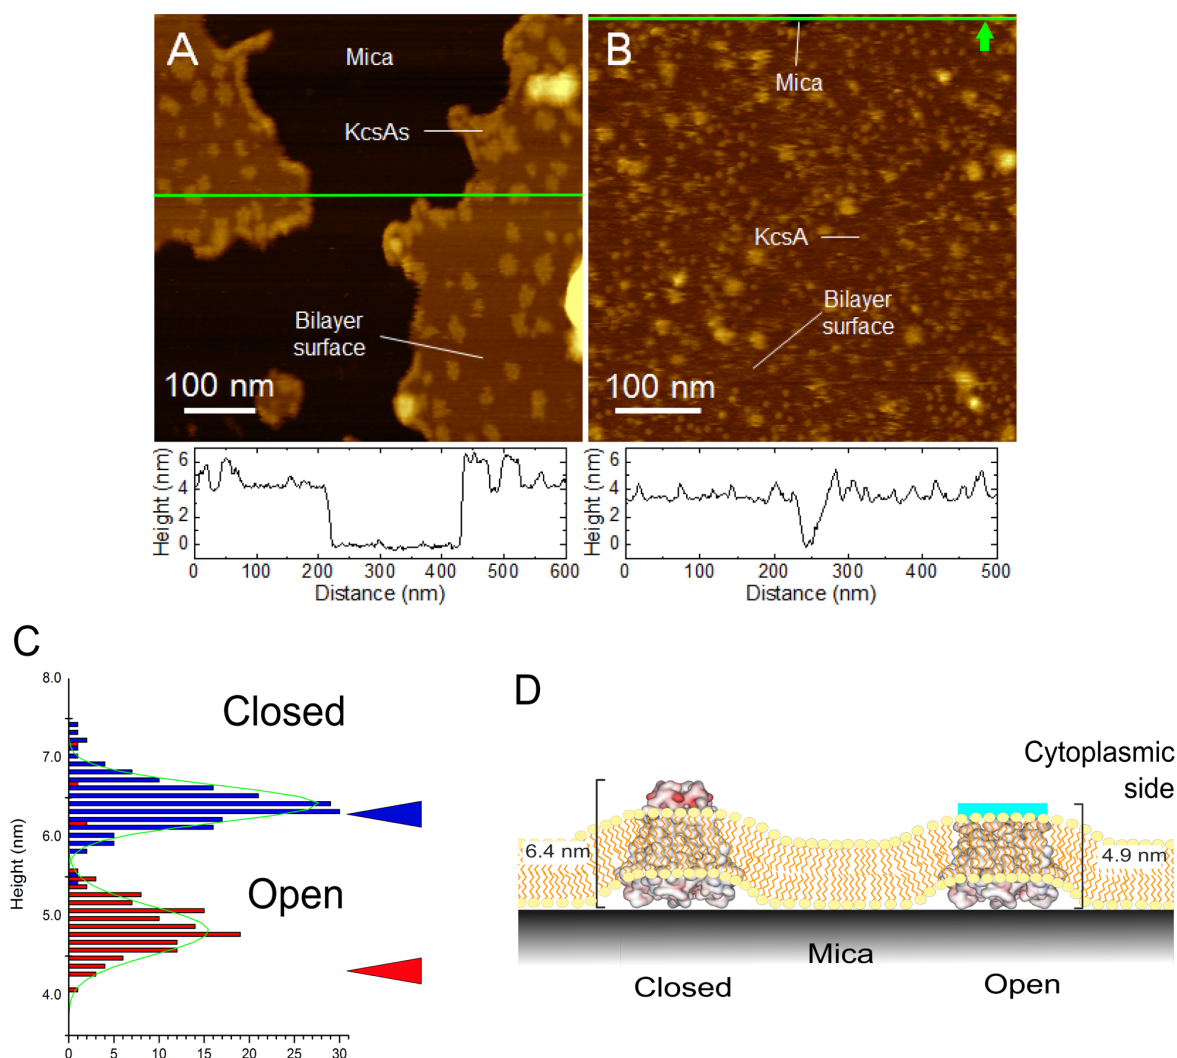 A
Mica
KcsAs
Bilayer
surface
100 nm
B
Mica
KcsA
Bilayer
surface
100 nm
Height (nm)
6
4
2
0
0 100 200 300 400 500 600
Distance (nm)
Height (nm)
6
4
2
0
0 100 200 300 400 500
Distance (nm)
C
8.0
7.0
6.0
5.0
4.0
Height (nm)
Closed
Open
0 5 10 15 20 25 30
D
Cytoplasmic
side
6.4 nm
4.9 nm
Mica
Closed
Open